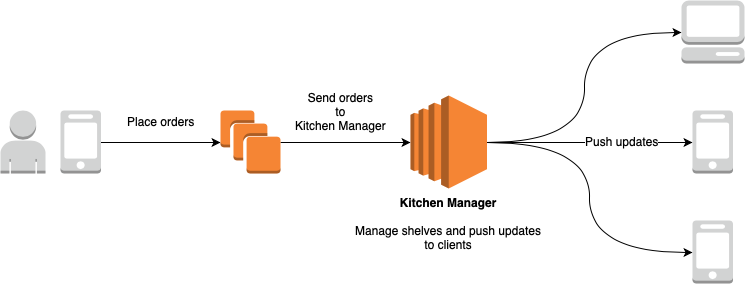 Place orders
Send orders
to
Kitchen Manager
Push updates
Kitchen Manager
Manage shelves and push updates
to clients